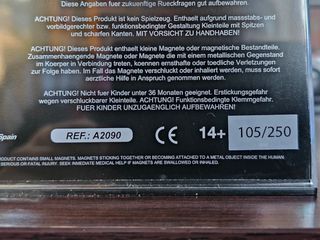 Diese Angaben fuer zukuenftige Rueckfragen gut aufbewahren.
ACHTUNG! Dieses Produkt ist kein Spielzeug. Enthaelt aufgrund massstabs- und
vorbildgerechter bzw. funktionsbedingter Gestaltung Kleinteile mit Spitzen
und scharfen Kanten. MIT VORSICHT ZU HANDHABEN!
ACHTUNG! Dieses Produkt enthält kleine Magnete oder magnetische Bestandteile.
Zusammenhaengende Magnete oder Magnete die mit einem metallischen Gegenstand
im Koerper in Verbindung treten, koennen ernsthafte oder toedliche Verletzungen
zur Folge haben. Im Fall das Magnete verschluckt oder inhaliert werden, muss sofort
aerztliche Hilfe in Anspruch genommen werden.
ACHTUNG! Nicht fuer Kinder unter 36 Monaten geeignet. Erstickungsgefahr
wegen verschluckbarer Kleinteile. ACHTUNG! Funktionsbedingte Klemmgefahr.
FUER KINDER UNZUGAENGLICH AUFBEWAHREN!
Spain
REF.: A2090
CE
14+
105/250
PRODUCT CONTAINS SMALL MAGNETS. MAGNETS STICKING TOGETHER OR BECOMING ATTACHED TO A METAL OBJECT INSIDE THE HUMAN
SERIOUS OR FATAL INJURY. SEEK INMEDIATE MEDICAL HELP IF MAGNETS ARE SWALLOWED OR INHALED.